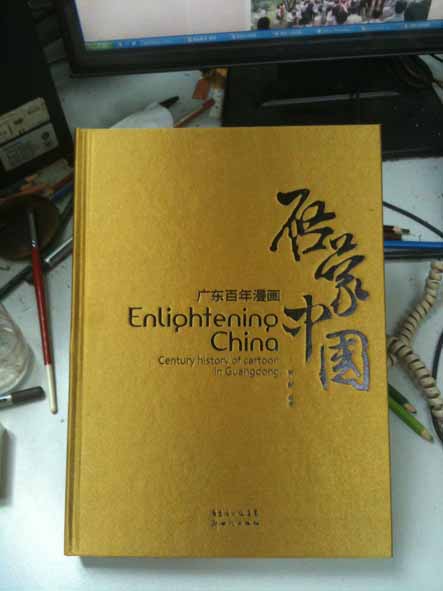 启蒙中国
广东百年漫画
Enlightening
China
Century history of cartoon
in Guangdong